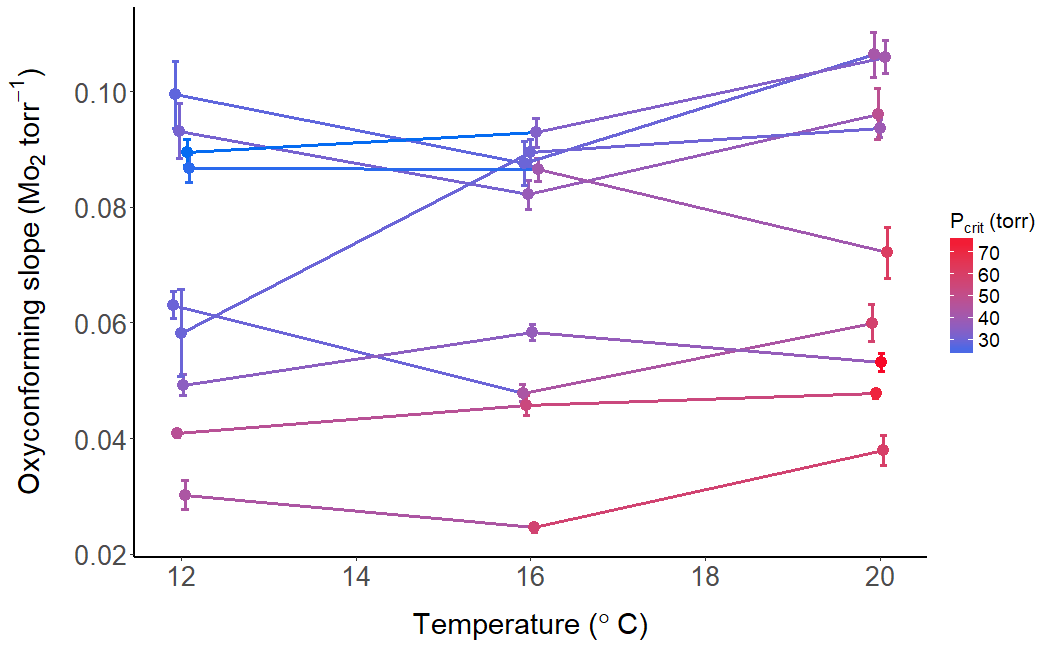 Oxyconforming slope (Mo₂ torr⁻¹)
0.10
0.08
0.06
0.04
0.02
12 14 16 18 20
Temperature (° C)
Pcrit (torr)
70
60
50
40
30